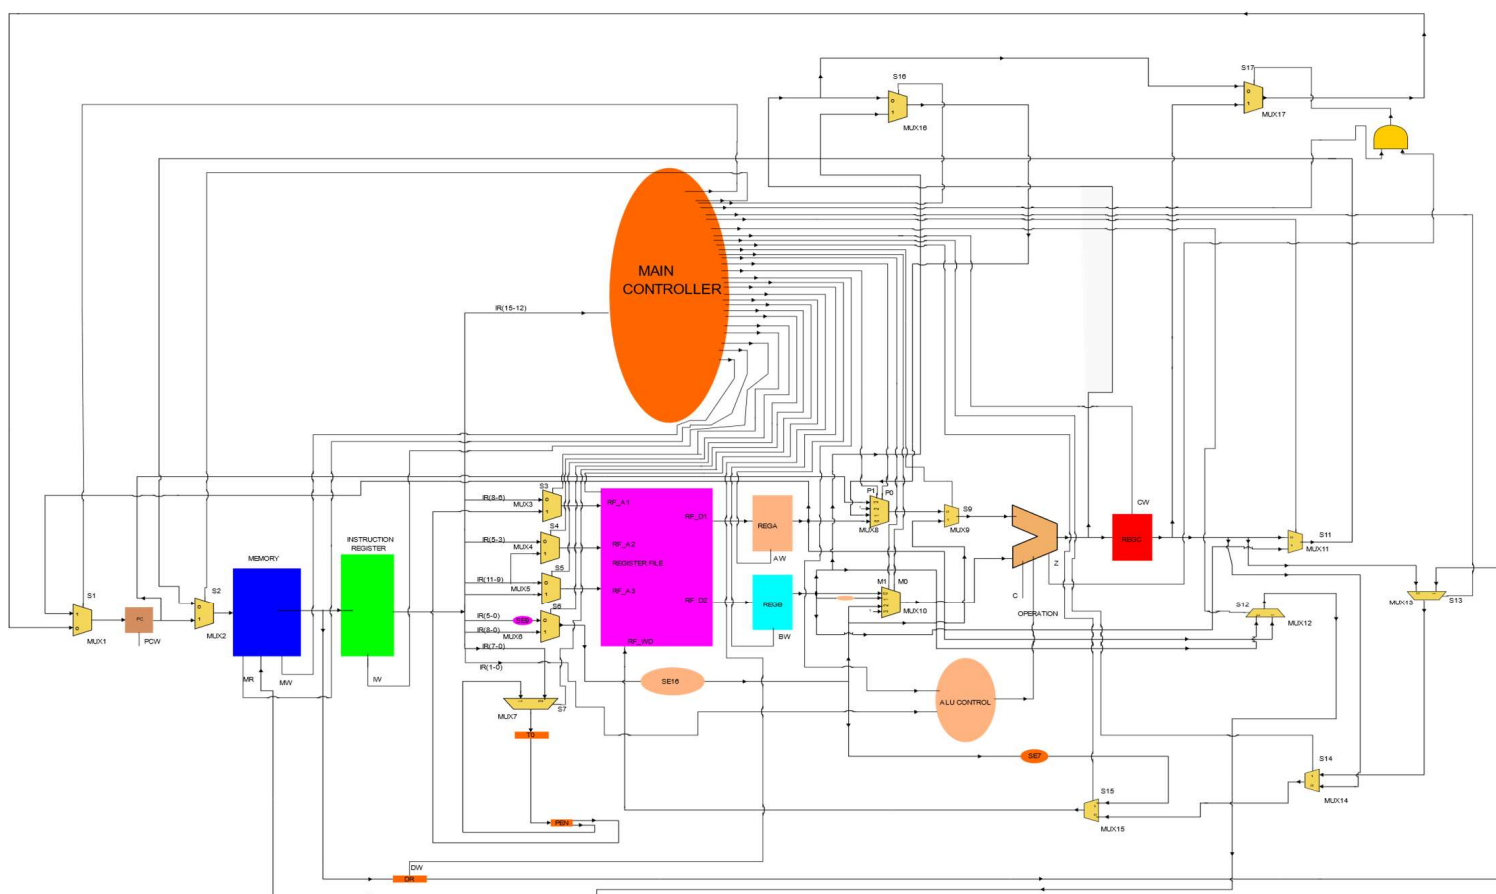 S16
S17
MUX16
MUX17
S1
S2
MAIN
CONTROLLER
IR(15-12)
S3
IR(8-6)
MUX3
RF_A1
RF_D1
REGA
AW
P1
P0
MUX8
S9
MUX9
CW
REGC
S11
MUX11
S4
IR(5-3)
MUX4
RF_A2
INSTRUCTION
REGISTER
MEMORY
REGISTER FILE
S5
IR(11-9)
MUX5
RF_A3
Z
M1
M0
REGB
RF_D2
BW
MUX10
C
OPERATION
S6
IR(5-0)
IR(8-0)
MUX6
RF_WD
IR(7-0)
IR(1-0)
MUX1
PC
PCW
MUX2
MR
MW
IW
MUX13
S13
S12
MUX12
SE16
ALU CONTROL
S7
MUX7
T0
SE7
S14
MUX14
S15
MUX15
PEN
DW
DR